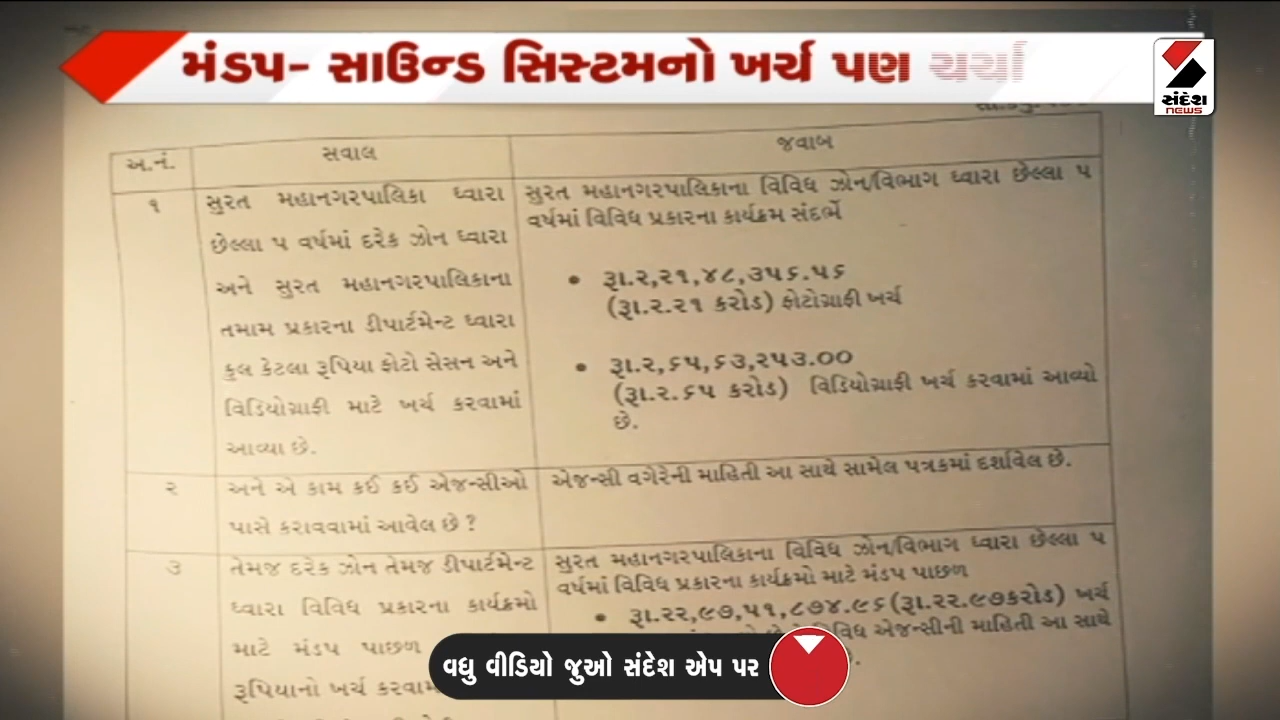 મંડપ- સાઉન્ડ સિસ્ટમનો ખર્ચ પણ ચર્ચા
સંદેશ
NEWS
અ.નં.
સવાલ
જવાબ
૧
સુરત મહાનગરપાલિકા ધ્વારા
છેલ્લા ૫ વર્ષમાં દરેક ઝોન ધ્વારા
અને સુરત મહાનગરપાલિકાના
તમામ પ્રકારના ડીપાર્ટમેન્ટ ધ્વારા
કુલ કેટલા રૂપિયા ફોટો સેસન અને
વિડિયોગ્રાફી માટે ખર્ચ કરવામાં
આવ્યા છે.
સુરત મહાનગરપાલિકાના વિવિધ ઝોન/વિભાગ ધ્વારા છેલ્લા ૫
વર્ષમાં વિવિધ પ્રકારના કાર્યક્રમ સંદર્ભે
• રૂા.૨,૨૧,૪૮,૩૫૬.૫૬
(રૂા.૨.૨૧ કરોડ) ફોટોગ્રાફી ખર્ચ
• રૂા.૨,૬૫,૬૩,૨૫૩.૦૦
(રૂા.૨.૬૫ કરોડ) વિડિયોગ્રાફી ખર્ચ કરવામાં આવ્યો
છે.
૨
અને એ કામ કઈ કઈ એજન્સીઓ
પાસે કરાવવામાં આવેલ છે ?
એજન્સી વગેરેની માહિતી આ સાથે સામેલ પત્રકમાં દર્શાવેલ છે.
૩
તેમજ દરેક ઝોન તેમજ ડીપાર્ટમેન્ટ
ધ્વારા વિવિધ પ્રકારના કાર્યક્રમો
માટે મંડપ પાછળ
રૂપિયાનો ખર્ચ કરવામ
સુરત મહાનગરપાલિકાના વિવિધ ઝોન/વિભાગ ધ્વારા છેલ્લા ૫
વર્ષમાં વિવિધ પ્રકારના કાર્યક્રમો માટે મંડપ પાછળ
• રૂા.૨૨,૯૭,૫૧,૮૭૪.૯૬(રૂા.૨૨.૯૭કરોડ) ખર્ચ
વિવિધ એજન્સીની માહિતી આ સાથે
વધુ વીડિયો જુઓ સંદેશ એપ પર